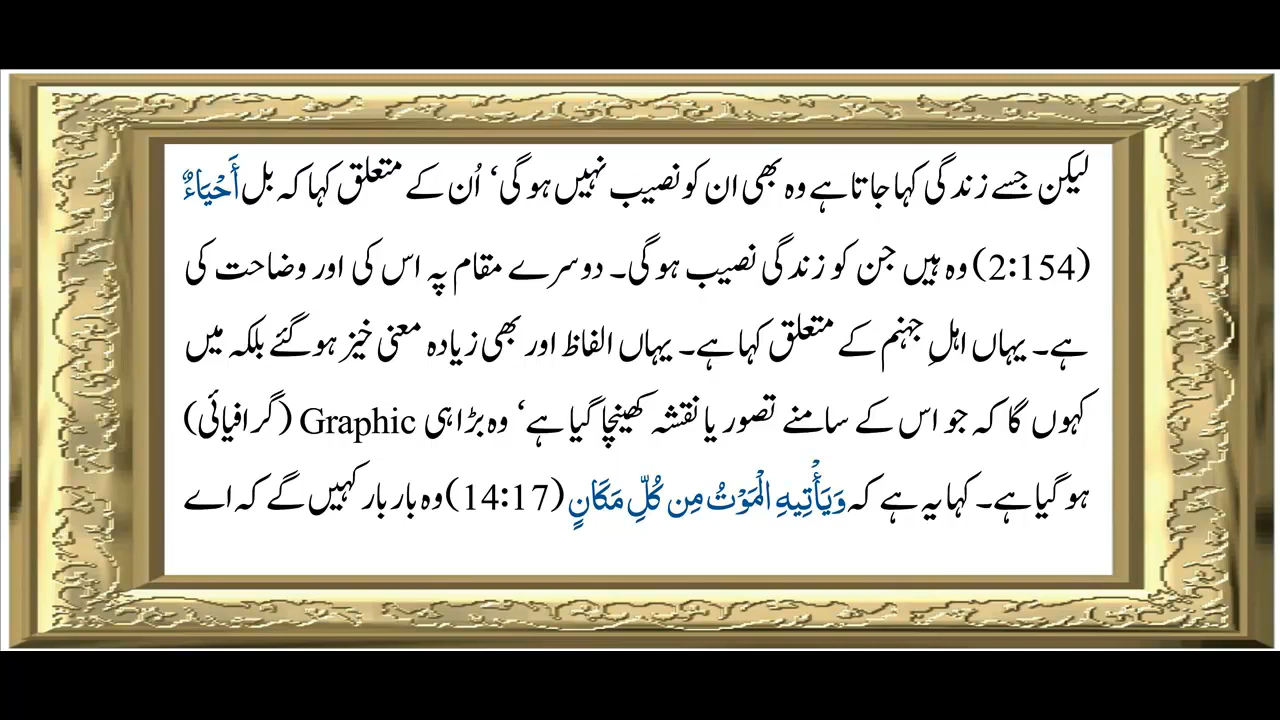 لیکن جسے زندگی کہا جاتا ہے وہ بھی ان کو نصیب نہیں ہوگی‘ اُن کے متعلق کہا کہ بل أَحْيَاءٌ
(2:154) وہ ہیں جن کو زندگی نصیب ہوگی۔ دوسرے مقام پہ اس کی اور وضاحت کی
ہے۔ یہاں اہلِ جہنم کے متعلق کہا ہے۔ یہاں الفاظ اور بھی زیادہ معنی خیز ہوگئے بلکہ میں
کہوں گا کہ جو اس کے سامنے تصور یا نقشہ کھینچا گیا ہے‘ وہ بڑا ہی Graphic (گرافیائی)
ہو گیا ہے۔ کہا یہ ہے کہ وَيَأْتِيهِ الْمَوْتُ مِن كُلِّ مَكَانٍ (14:17) وہ بار بار کہیں گے کہ اے